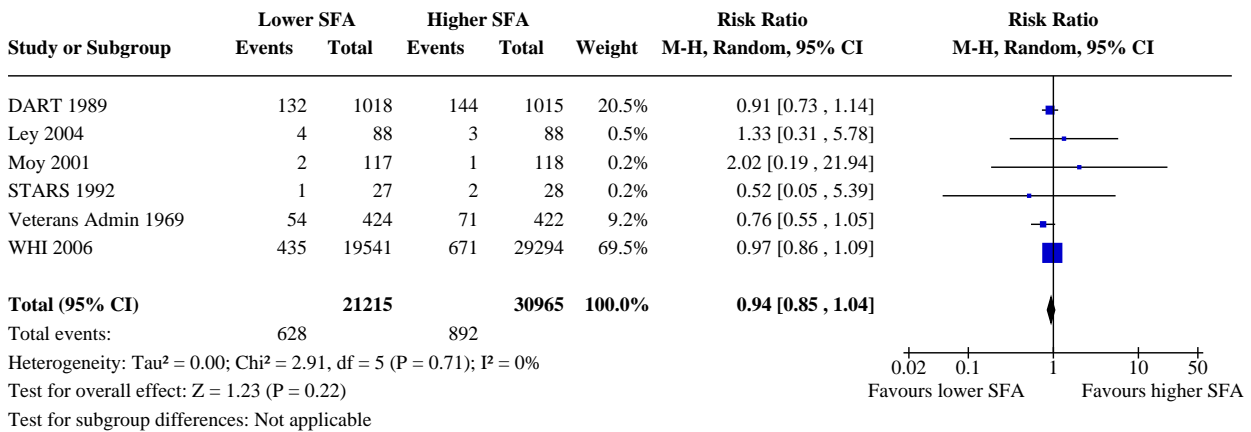 Lower SFA Higher SFA Risk Ratio Risk Ratio
Study or Subgroup Events Total Events Total Weight M-H, Random, 95% CI M-H, Random, 95% CI
DART 1989 132 1018 144 1015 20.5% 0.91 [0.73 , 1.14]
Ley 2004 4 88 3 88 0.5% 1.33 [0.31 , 5.78]
Moy 2001 2 117 1 118 0.2% 2.02 [0.19 , 21.94]
STARS 1992 1 27 2 28 0.2% 0.52 [0.05 , 5.39]
Veterans Admin 1969 54 424 71 422 9.2% 0.76 [0.55 , 1.05]
WHI 2006 435 19541 671 29294 69.5% 0.97 [0.86 , 1.09]
Total (95% CI) 21215 30965 100.0% 0.94 [0.85 , 1.04]
Total events: 628 892
Heterogeneity: Tau² = 0.00; Chi² = 2.91, df = 5 (P = 0.71); I² = 0%
0.02 0.1 1 10 50
Test for overall effect: Z = 1.23 (P = 0.22)
Favours lower SFA Favours higher SFA
Test for subgroup differences: Not applicable